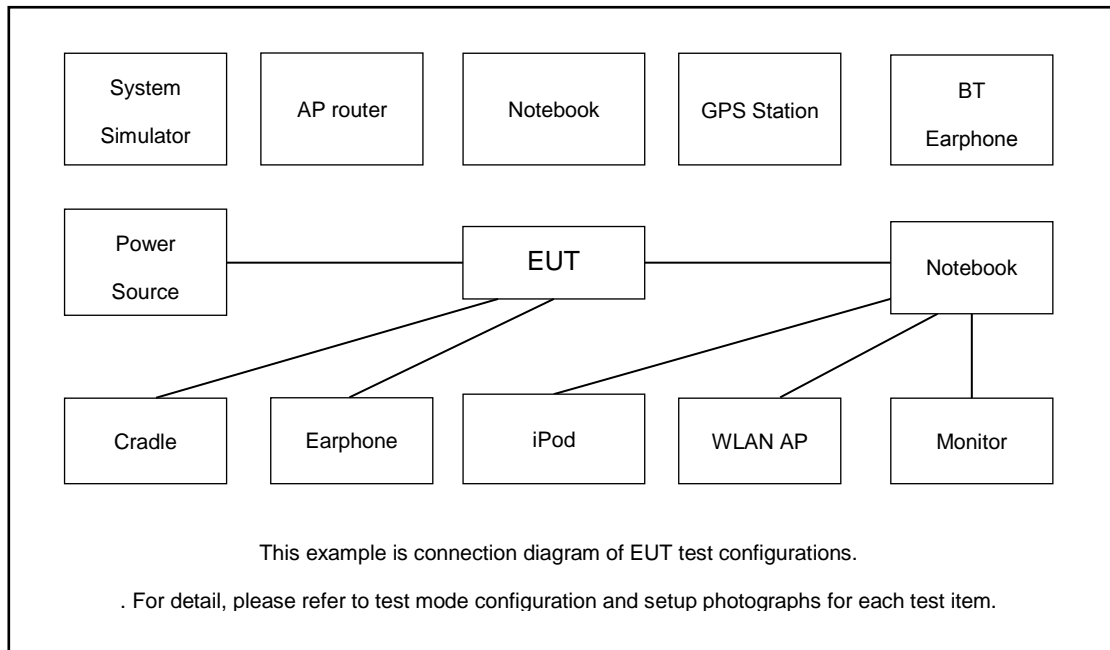 System
Simulator
AP router
Notebook
GPS Station
BT
Earphone
Power
Source
EUT
Notebook
Cradle
Earphone
iPod
WLAN AP
Monitor
This example is connection diagram of EUT test configurations.
. For detail, please refer to test mode configuration and setup photographs for each test item.